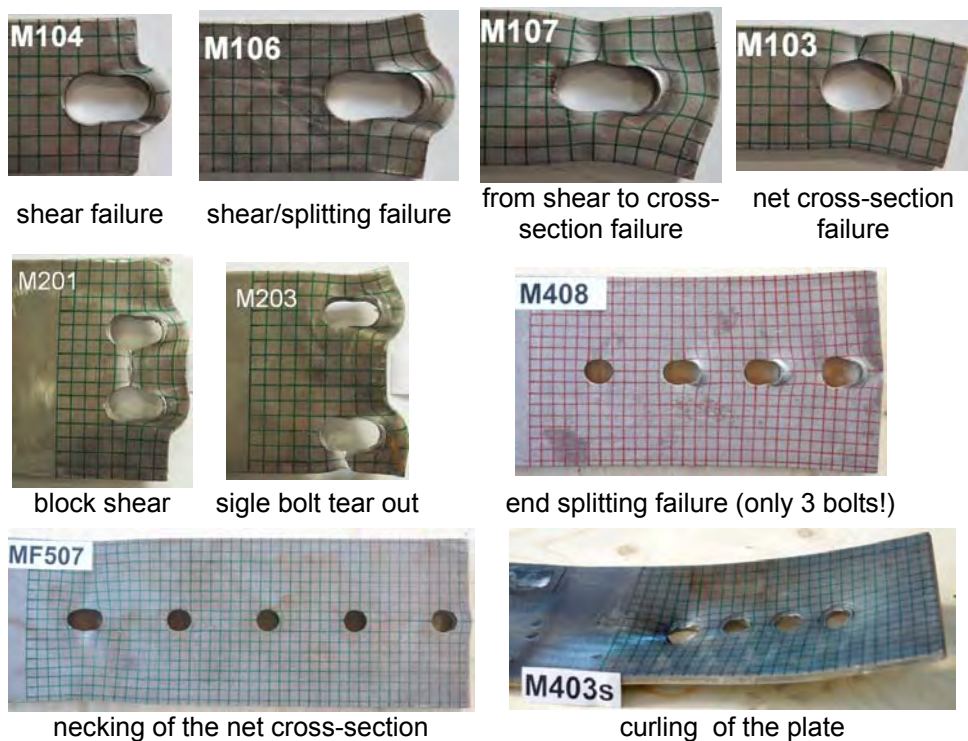 M104
M106
M107
M103
shear failure
shear/splitting failure
from shear to cross-
section failure
net cross-section
failure
M201
M203
M408
block shear
sigle bolt tear out
end splitting failure (only 3 bolts!)
MF507
M403s
necking of the net cross-section
curling of the plate